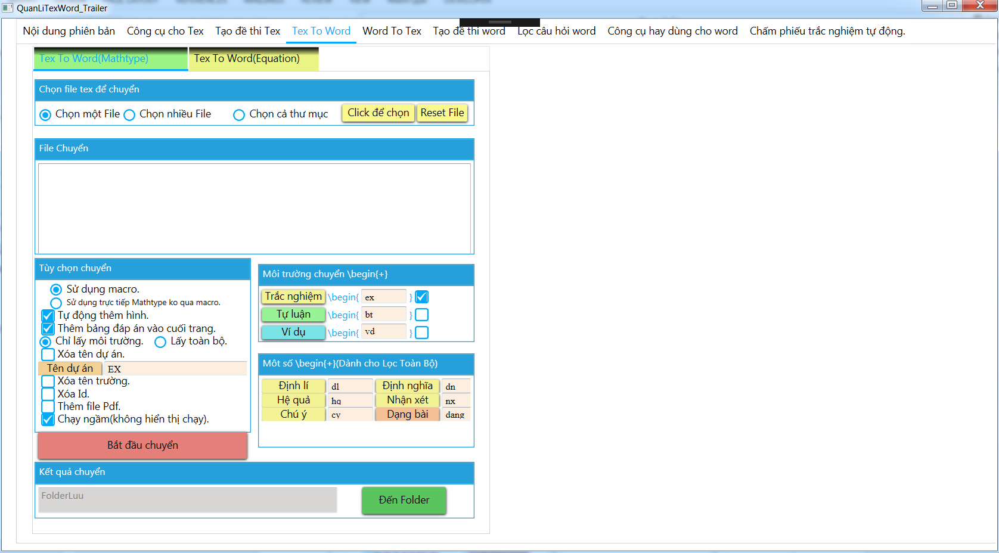 QuanLiTexWord_Trailer
Nội dung phiên bản Công cụ cho Tex Tạo đề thi Tex Tex To Word Word To Tex Tạo đề thi word Lọc câu hỏi word Công cụ hay dùng cho word Chấm phiếu trắc nghiệm tự động.
Tex To Word(Mathtype) Tex To Word(Equation)
Chọn file tex để chuyển
Chọn một File Chọn nhiều File Chọn cả thư mục Click để chọn Reset File
File Chuyển
Tùy chọn chuyển
Sử dụng macro.
Sử dụng trực tiếp Mathtype ko qua macro.
Tự động thêm hình.
Thêm bảng đáp án vào cuối trang.
Chỉ lấy môi trường. Lấy toàn bộ.
Xóa tên dự án.
Tên dự án EX
Xóa tên trường.
Xóa Id.
Thêm file Pdf.
Chạy ngầm(không hiển thị chạy).
Bắt đầu chuyển
Môi trường chuyển \begin{+}
Trắc nghiệm \begin{ ex }
Tự luận \begin{ bt }
Ví dụ \begin{ vd }
Môt số \begin{+}(Dành cho Lọc Toàn Bộ)
Định lí dl Định nghĩa dn
Hệ quả hq Nhận xét nx
Chú ý cy Dạng bài dang
Kết quả chuyển
FolderLuu Đến Folder